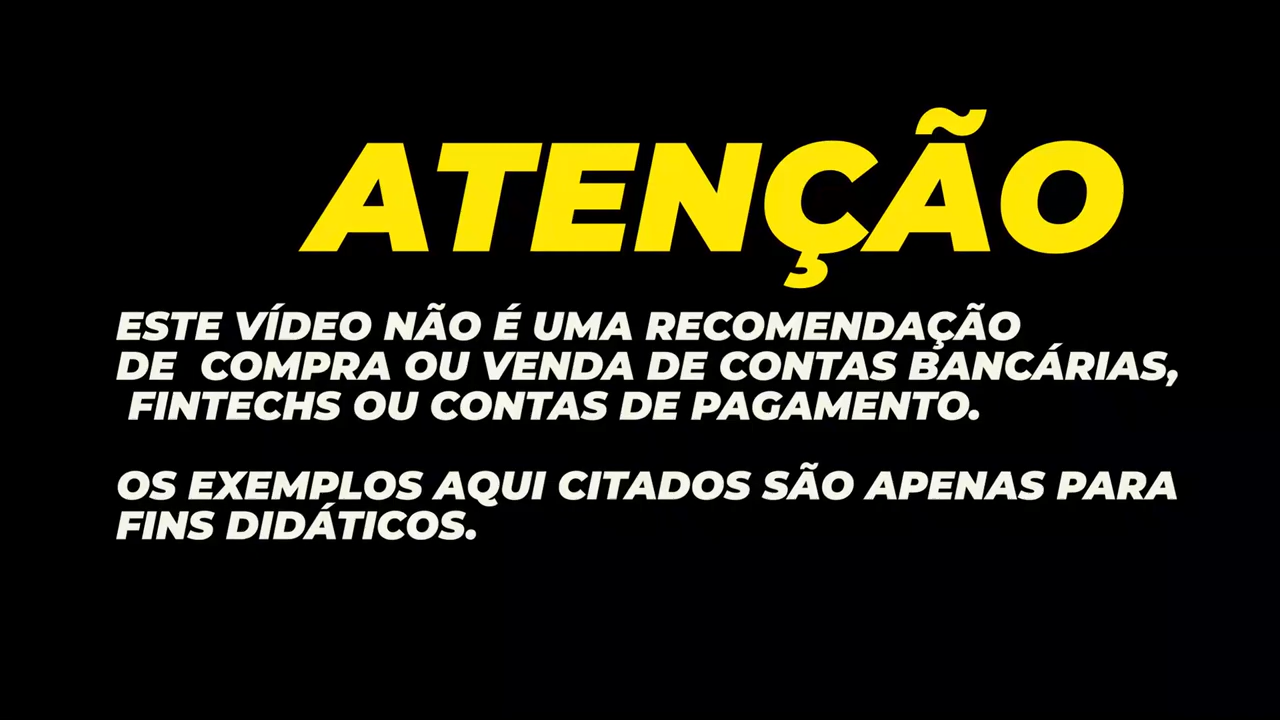 ATENÇÃO
ESTE VÍDEO NÃO É UMA RECOMENDAÇÃO
DE COMPRA OU VENDA DE CONTAS BANCÁRIAS,
FINTECHS OU CONTAS DE PAGAMENTO.
OS EXEMPLOS AQUI CITADOS SÃO APENAS PARA
FINS DIDÁTICOS.